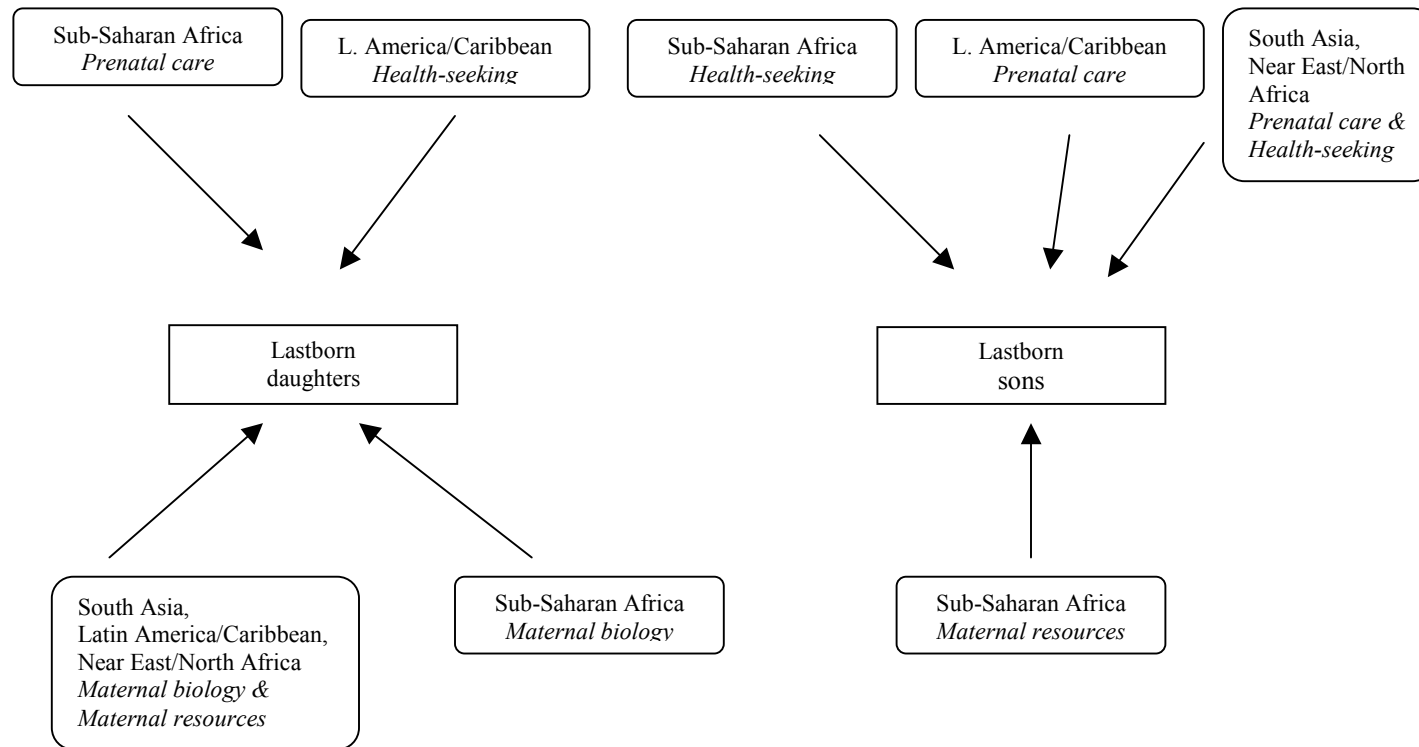 Sub-Saharan Africa
Prenatal care
L. America/Caribbean
Health-seeking
Sub-Saharan Africa
Health-seeking
L. America/Caribbean
Prenatal care
South Asia,
Near East/North
Africa
Prenatal care &
Health-seeking
Lastborn
daughters
Lastborn
sons
South Asia,
Latin America/Caribbean,
Near East/North Africa
Maternal biology &
Maternal resources
Sub-Saharan Africa
Maternal biology
Sub-Saharan Africa
Maternal resources